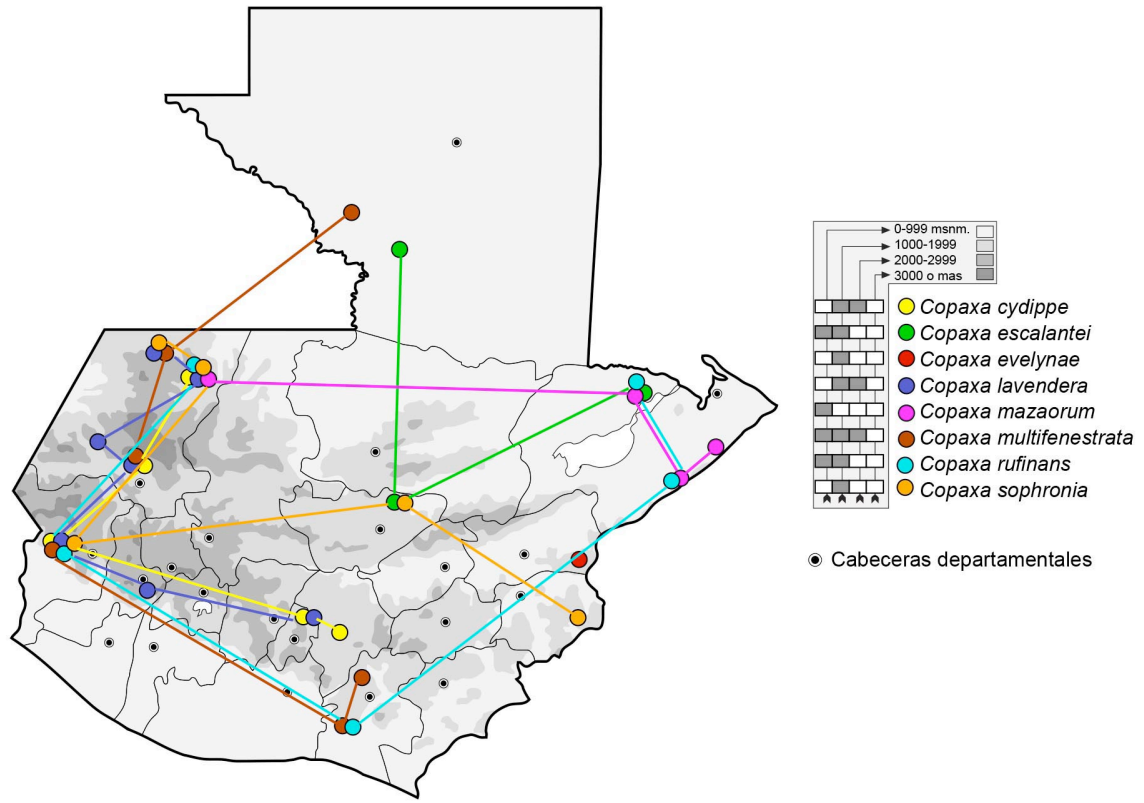 0-999 msnm.
1000-1999
2000-2999
3000 o mas
Copaxa cydippe
Copaxa escalantei
Copaxa evelynae
Copaxa lavendera
Copaxa mazaorum
Copaxa multifenestrata
Copaxa rufinans
Copaxa sophronia
Cabeceras departamentales